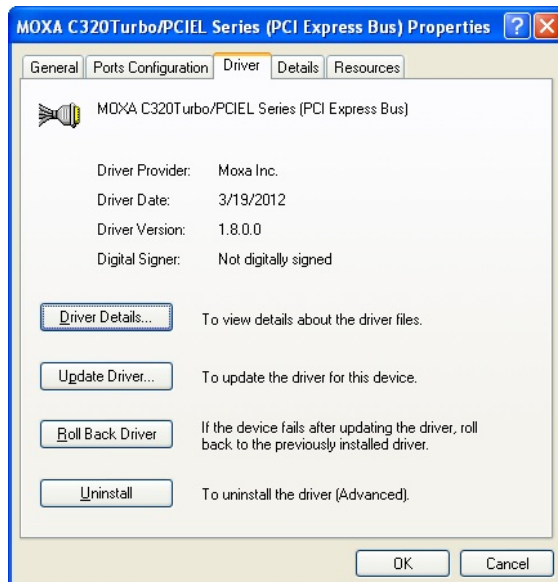 MOXA C320Turbo/PCIEL Series (PCI Express Bus) Properties
General Ports Configuration Driver Details Resources
MOXA C320Turbo/PCIEL Series (PCI Express Bus)
Driver Provider: Moxa Inc.
Driver Date: 3/19/2012
Driver Version: 1.8.0.0
Digital Signer: Not digitally signed
Driver Details... To view details about the driver files.
Update Driver... To update the driver for this device.
Roll Back Driver If the device fails after updating the driver, roll
back to the previously installed driver.
Uninstall To uninstall the driver (Advanced).
OK Cancel